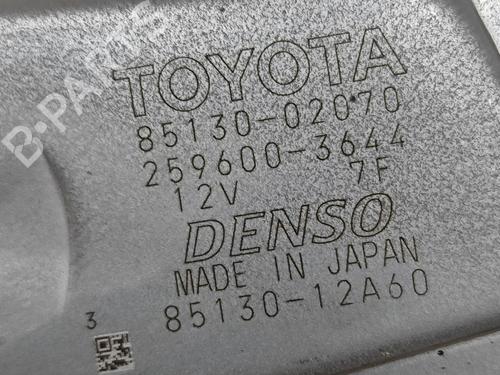 TOYOTA
85130-02070
259600-3644
12V 7F
DENSO
MADE IN JAPAN
85130-12A60
3
B-PARTS